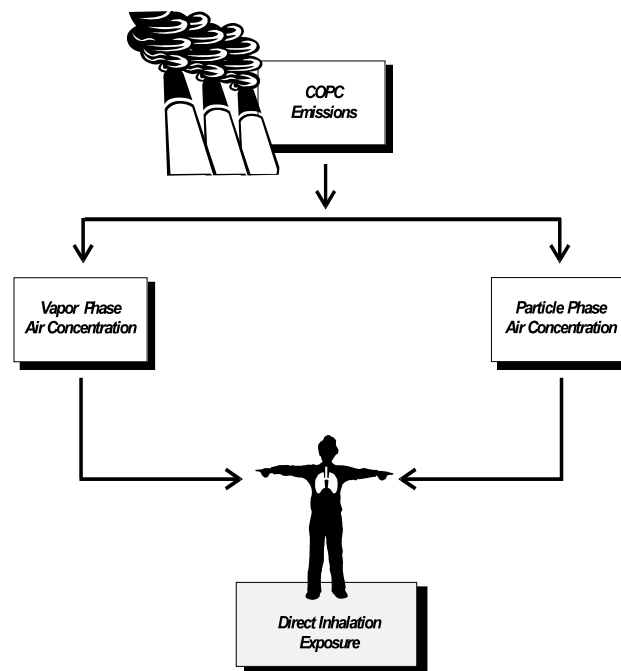 COPC
Emissions
Vapor Phase
Air Concentration
Particle Phase
Air Concentration
Direct Inhalation
Exposure